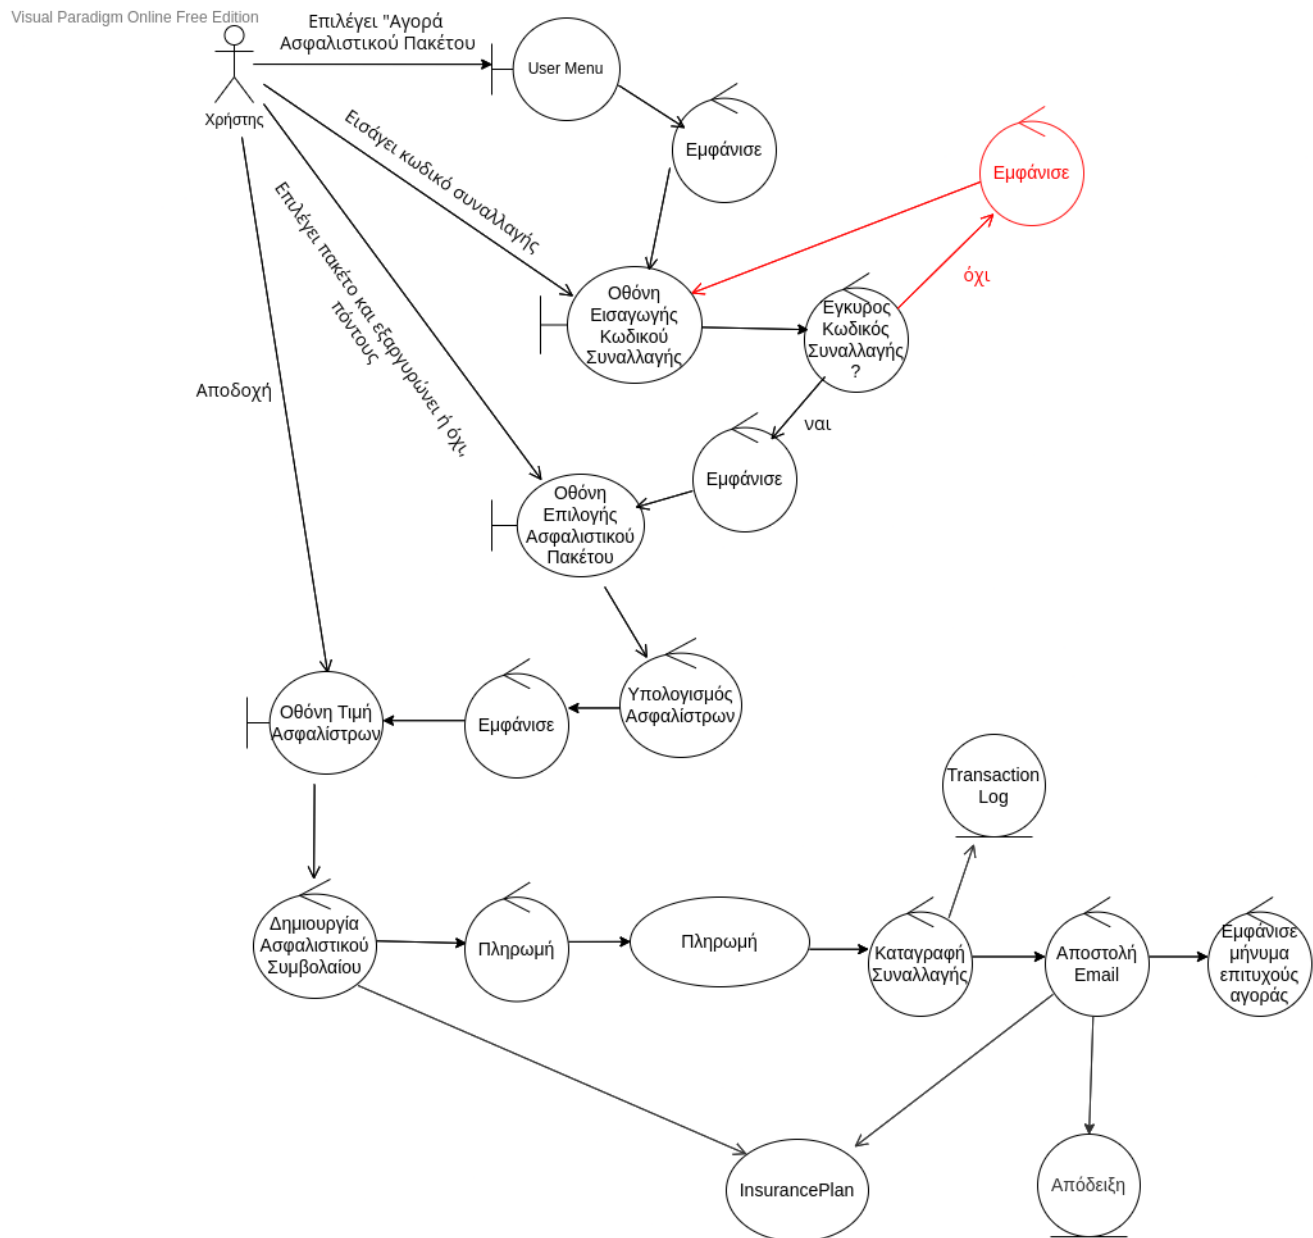 Visual Paradigm Online Free Edition
Επιλέγει "Αγορά
Ασφαλιστικού Πακέτου
User Menu
Χρήστης
Εμφάνισε
Εισάγει κωδικό συναλλαγής
Εμφάνισε
Επιλέγει πακέτο και εξαργυρώνει ή όχι,
πόντους
όχι
Οθόνη
Εισαγωγής
Κωδικού
Συναλλαγής
Εγκυρος
Κωδικός
Συναλλαγής
?
Αποδοχή
ναι
Εμφάνισε
Οθόνη
Επιλογής
Ασφαλιστικού
Πακέτου
Υπολογισμός
Ασφαλίστρων
Εμφάνισε
Οθόνη Τιμή
Ασφαλίστρων
Transaction
Log
Δημιουργία
Ασφαλιστικού
Συμβολαίου
Πληρωμή
Πληρωμή
Καταγραφή
Συναλλαγής
Αποστολή
Email
Εμφάνισε
μήνυμα
επιτυχούς
αγοράς
InsurancePlan
Απόδειξη